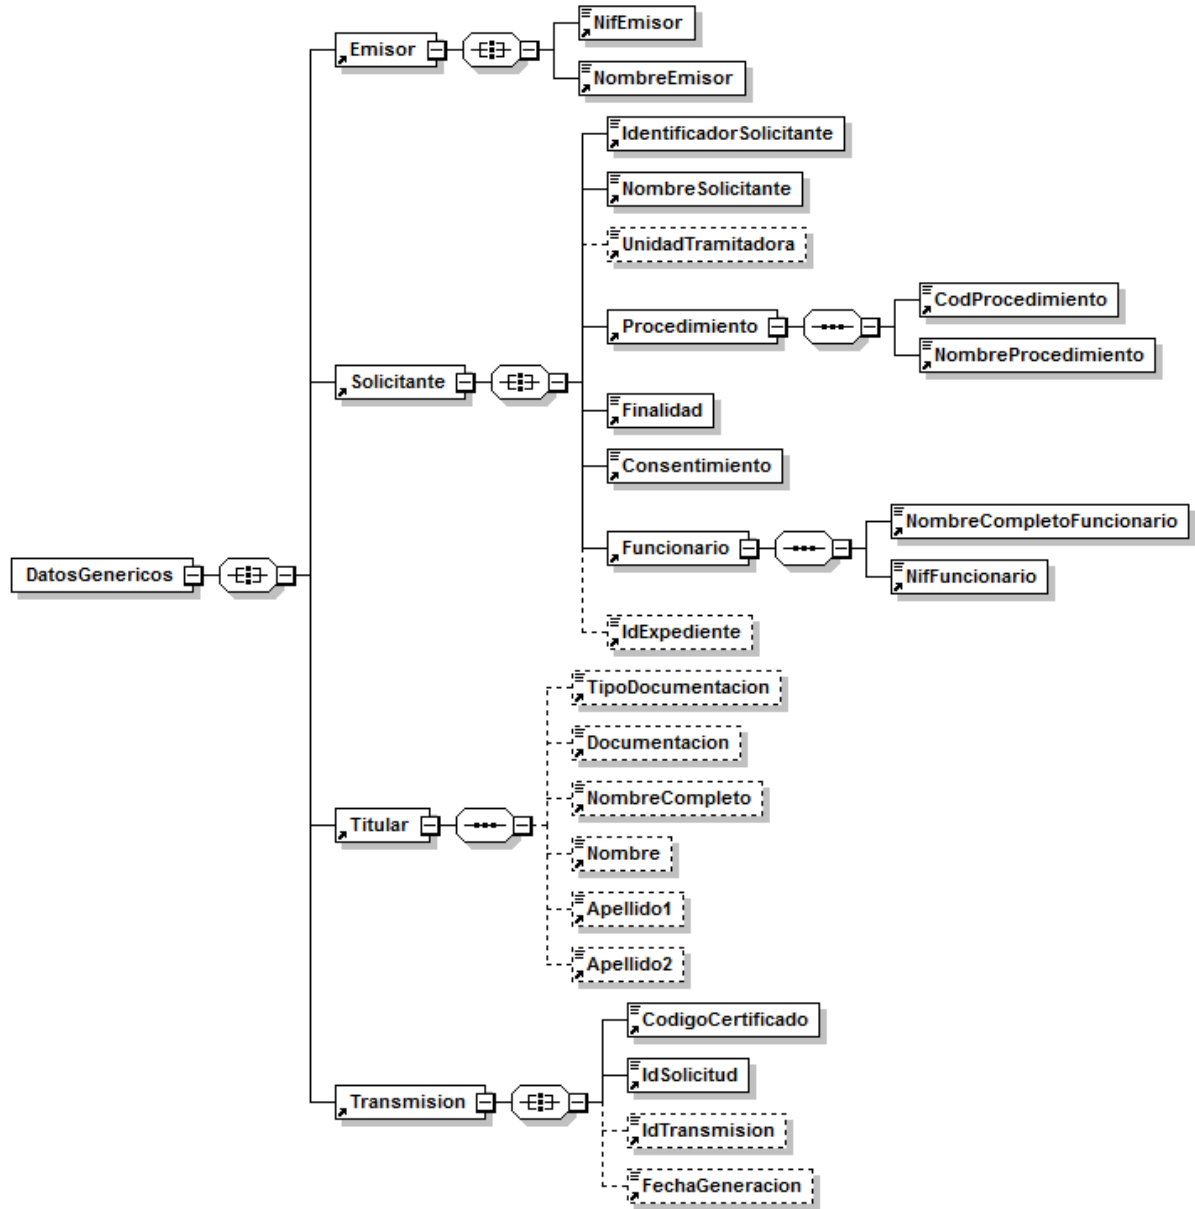 NifEmisor
Emisor
NombreEmisor
IdentificadorSolicitante
NombreSolicitante
UnidadTramitadora
CodProcedimiento
Procedimiento
NombreProcedimiento
Solicitante
Finalidad
Consentimiento
NombreCompletoFuncionario
Funcionario
DatosGenericos
NifFuncionario
IdExpediente
TipoDocumentacion
Documentacion
NombreCompleto
Titular
Nombre
Apellido1
Apellido2
CodigoCertificado
IdSolicitud
Transmision
IdTransmision
FechaGeneracion